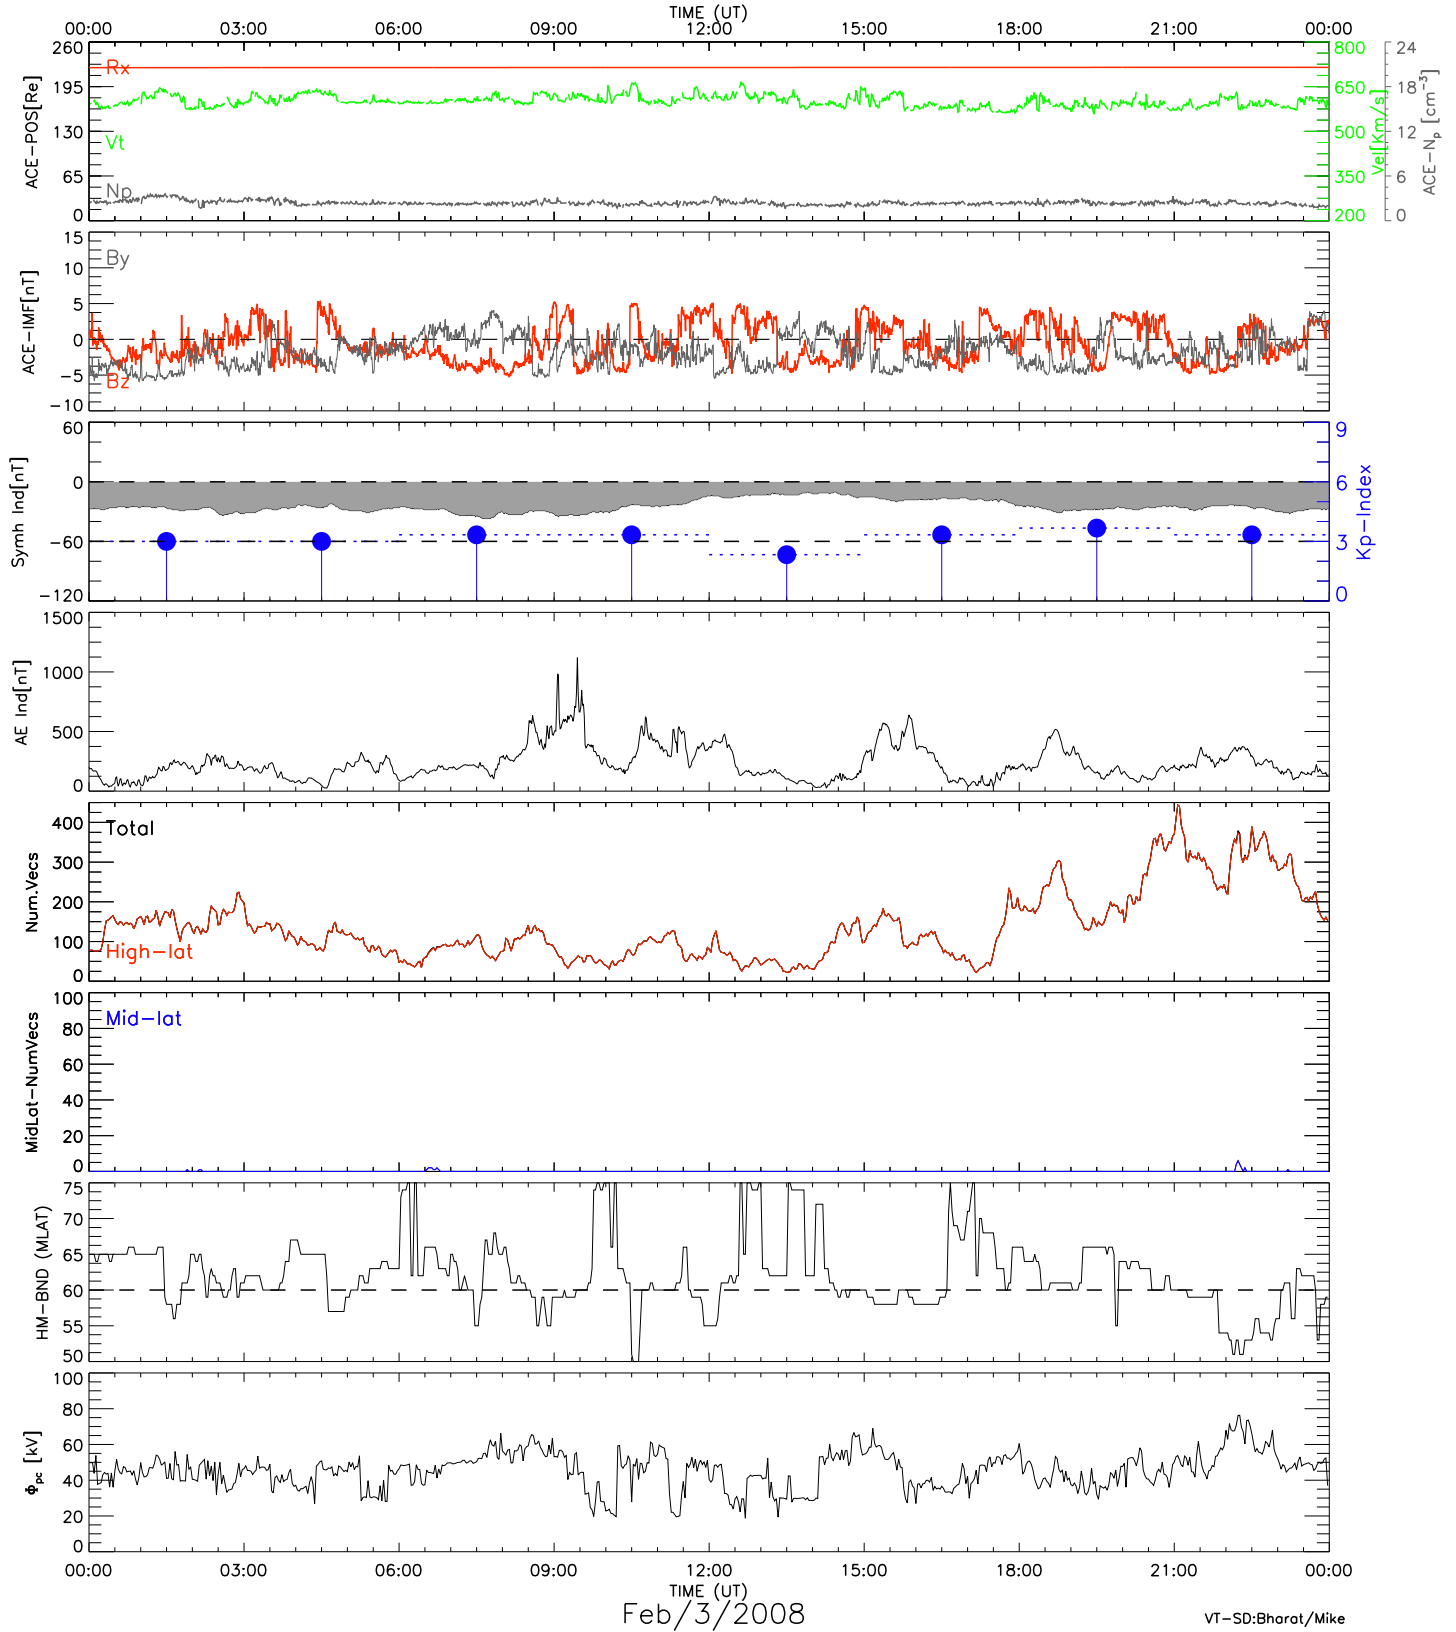 TIME (UT)
00:00 03:00 06:00 09:00 12:00 15:00 18:00 21:00 00:00
ACE-POS[Re]
260
195
130
65
0
Rx
Vt
Np
800
650
500
350
200
Vel[Km/s]
24
18
12
6
0
ACE-Np [cm-3]
ACE-IMF[nT]
15
10
5
0
-5
-10
By
Bz
Symh Ind[nT]
60
0
-60
-120
9
6
3
0
Kp-Index
AE Ind[nT]
1500
1000
500
0
Num.Vecs
400
300
200
100
0
Total
High-lat
MidLat-NumVecs
100
80
60
40
20
0
Mid-lat
HM-BND (MLAT)
75
70
65
60
55
50
Φpc [kV]
100
80
60
40
20
0
00:00 03:00 06:00 09:00 12:00 15:00 18:00 21:00 00:00
TIME (UT)
Feb/3/2008
VT-SD:Bharat/Mike